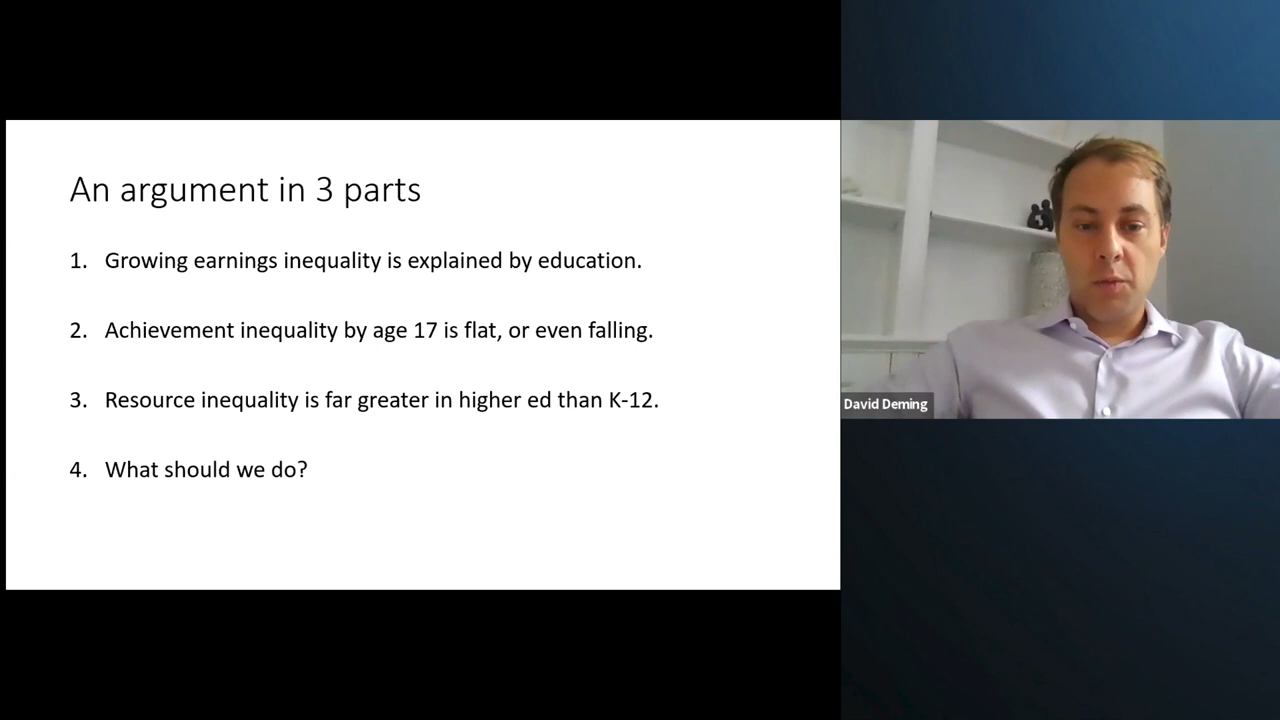 An argument in 3 parts
1. Growing earnings inequality is explained by education.
2. Achievement inequality by age 17 is flat, or even falling.
3. Resource inequality is far greater in higher ed than K-12.
4. What should we do?
David Deming